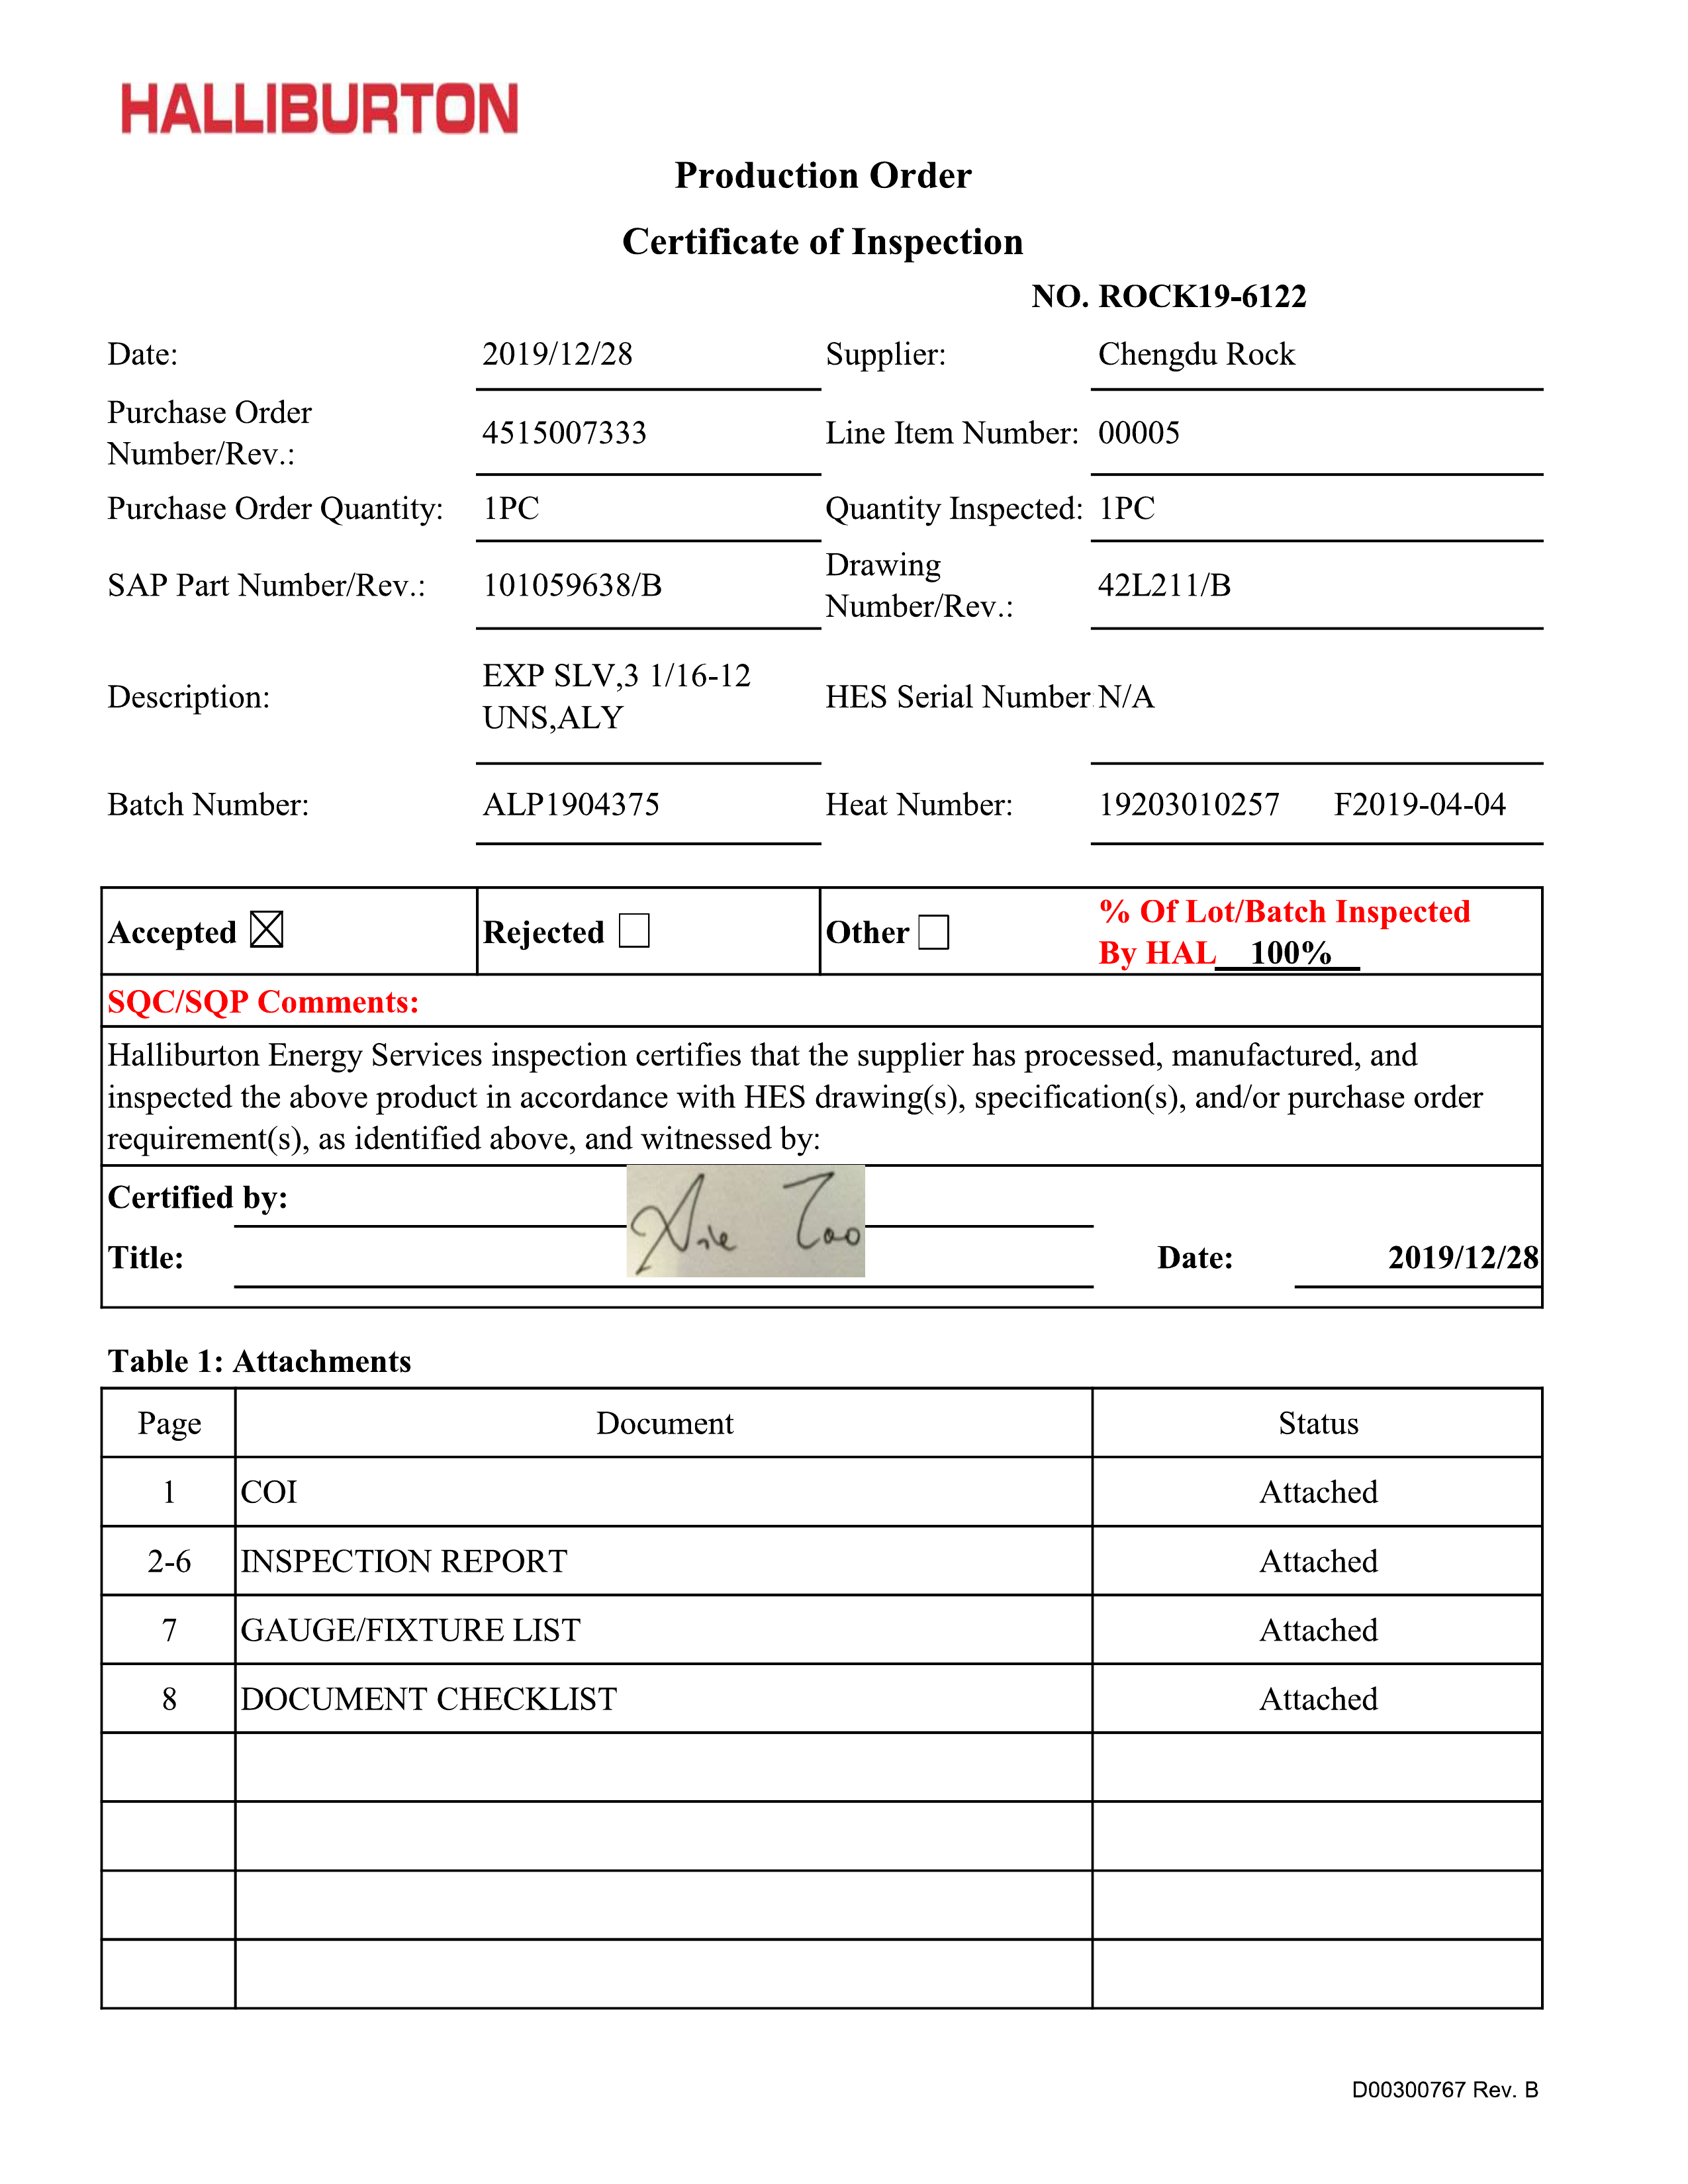 HALLIBURTON
Production Order
Certificate of Inspection
NO. ROCK19-6122
Date: 2019/12/28 Supplier: Chengdu Rock
Purchase Order Number/Rev.: 4515007333 Line Item Number: 00005
Purchase Order Quantity: 1PC Quantity Inspected: 1PC
SAP Part Number/Rev.: 101059638/B Drawing Number/Rev.: 42L211/B
Description: EXP SLV,3 1/16-12 UNS,ALY HES Serial Number: N/A
Batch Number: ALP1904375 Heat Number: 19203010257 F2019-04-04
Accepted Rejected Other % Of Lot/Batch Inspected By HAL 100%
SQC/SQP Comments:
Halliburton Energy Services inspection certifies that the supplier has processed, manufactured, and
inspected the above product in accordance with HES drawing(s), specification(s), and/or purchase order
requirement(s), as identified above, and witnessed by:
Certified by: Xie Tao
Title: Date: 2019/12/28
Table 1: Attachments
Page Document Status
1 COI Attached
2-6 INSPECTION REPORT Attached
7 GAUGE/FIXTURE LIST Attached
8 DOCUMENT CHECKLIST Attached
D00300767 Rev. B